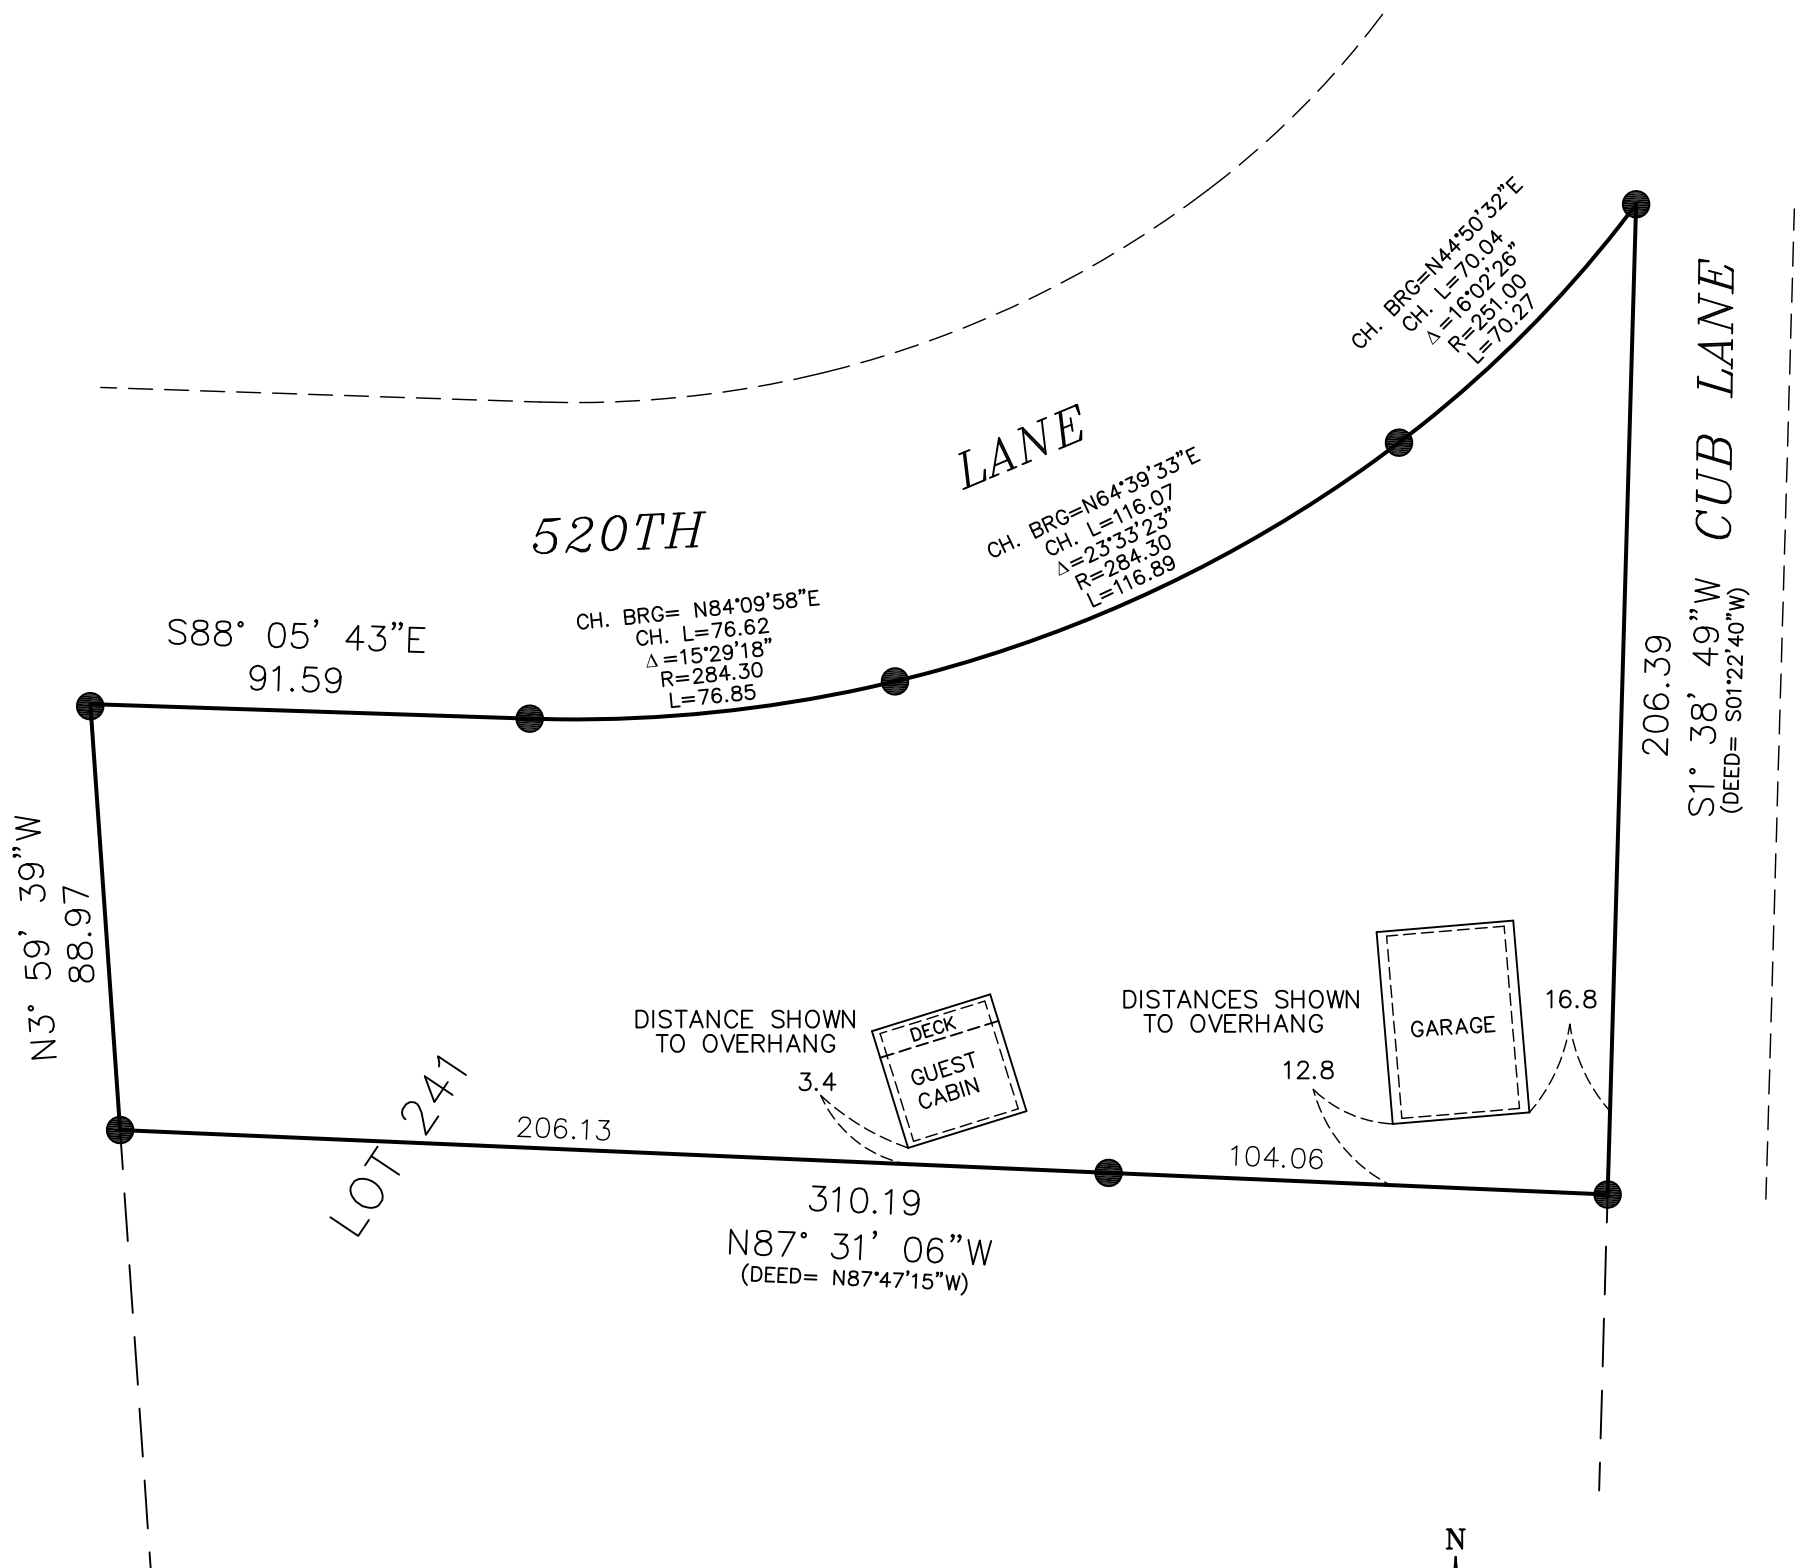 CH. BRG=N44°50'32"E
CH. L=70.04
Δ=16°02'26"
R=251.00
L=70.27
CUB LANE
LANE
CH. BRG=N64°39'33"E
CH. L=116.07
Δ=23°33'23"
R=284.30
L=116.89
520TH
CH. BRG= N84°09'58"E
CH. L=76.62
Δ=15°29'18"
R=284.30
L=76.85
S88° 05' 43"E
91.59
206.39
S1° 38' 49"W
(DEED= S01°22'40"W)
N3° 59' 39"W
88.97
DISTANCE SHOWN
TO OVERHANG
3.4
DECK
GUEST
CABIN
DISTANCES SHOWN
TO OVERHANG
12.8
GARAGE
16.8
LOT 241
206.13
104.06
310.19
N87° 31' 06"W
(DEED= N87°47'15"W)
N